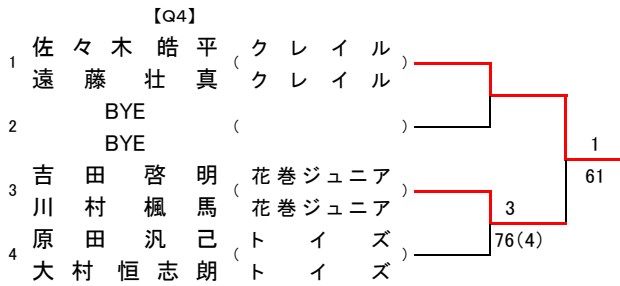 【Q4】
1 佐々木 皓平 ( クレイル )
遠藤 壮真 ( クレイル )
2 BYE ( )
BYE
1
61
3 吉田 啓明 ( 花巻ジュニア )
川村 楓馬 ( 花巻ジュニア )
3
76(4)
4 原田 汎己 ( トイズ )
大村 恒志朗 ( トイズ )